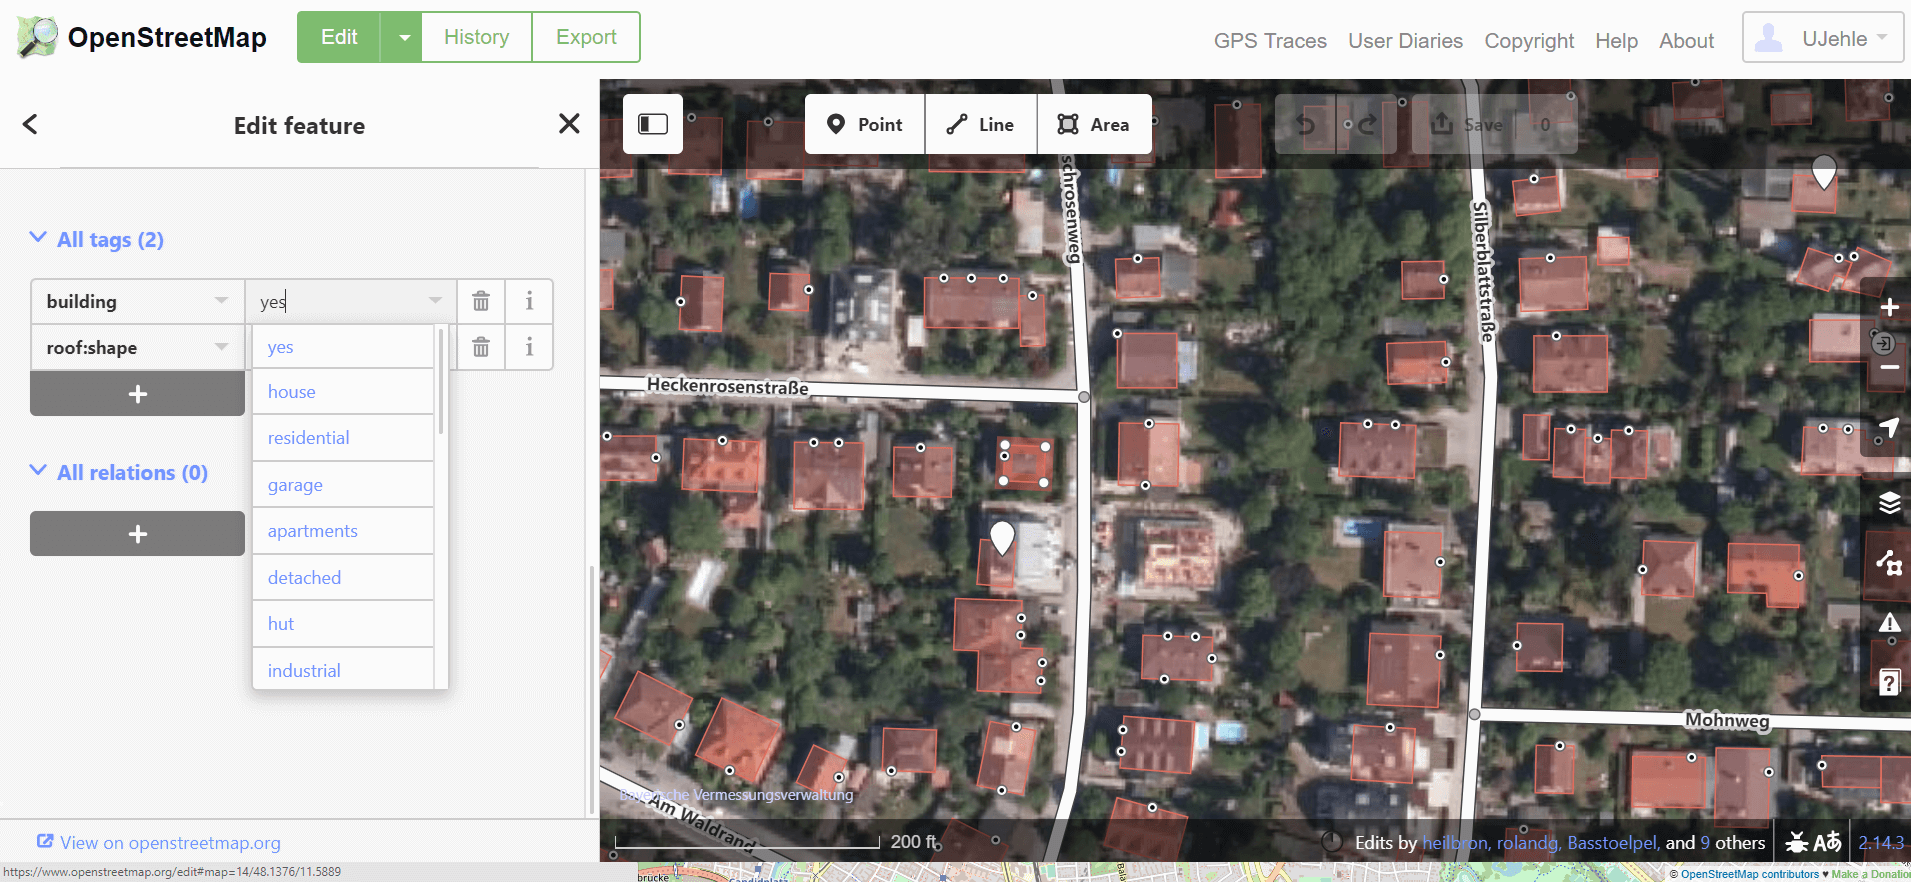 OpenStreetMap
Edit
History
Export
GPS Traces
User Diaries
Copyright
Help
About
UJehle
Edit feature
Point
Line
Area
Save
0
All tags (2)
building
yes
roof:shape
yes
house
residential
garage
apartments
detached
hut
industrial
All relations (0)
View on openstreetmap.org
https://www.openstreetmap.org/edit#map=14/48.1376/11.5889
schrosenweg
Silberblattstraße
Heckenrosenstraße
Mohnweg
Am Waldrand
Bayerische Vermessungsverwaltung
200 ft
Edits by heilbron, rolandg, Basstoelpel, and 9 others
2.14.3
brücke
Candidplatz
© OpenStreetMap contributors ♥ Make a Donation